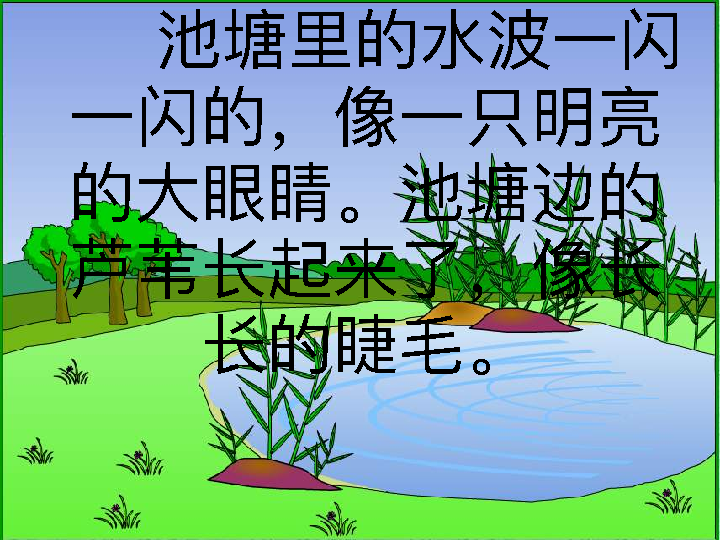 池塘里的水波一闪
一闪的，像一只明亮
的大眼睛。池塘边的
芦苇长起来了，像长
长的睫毛。